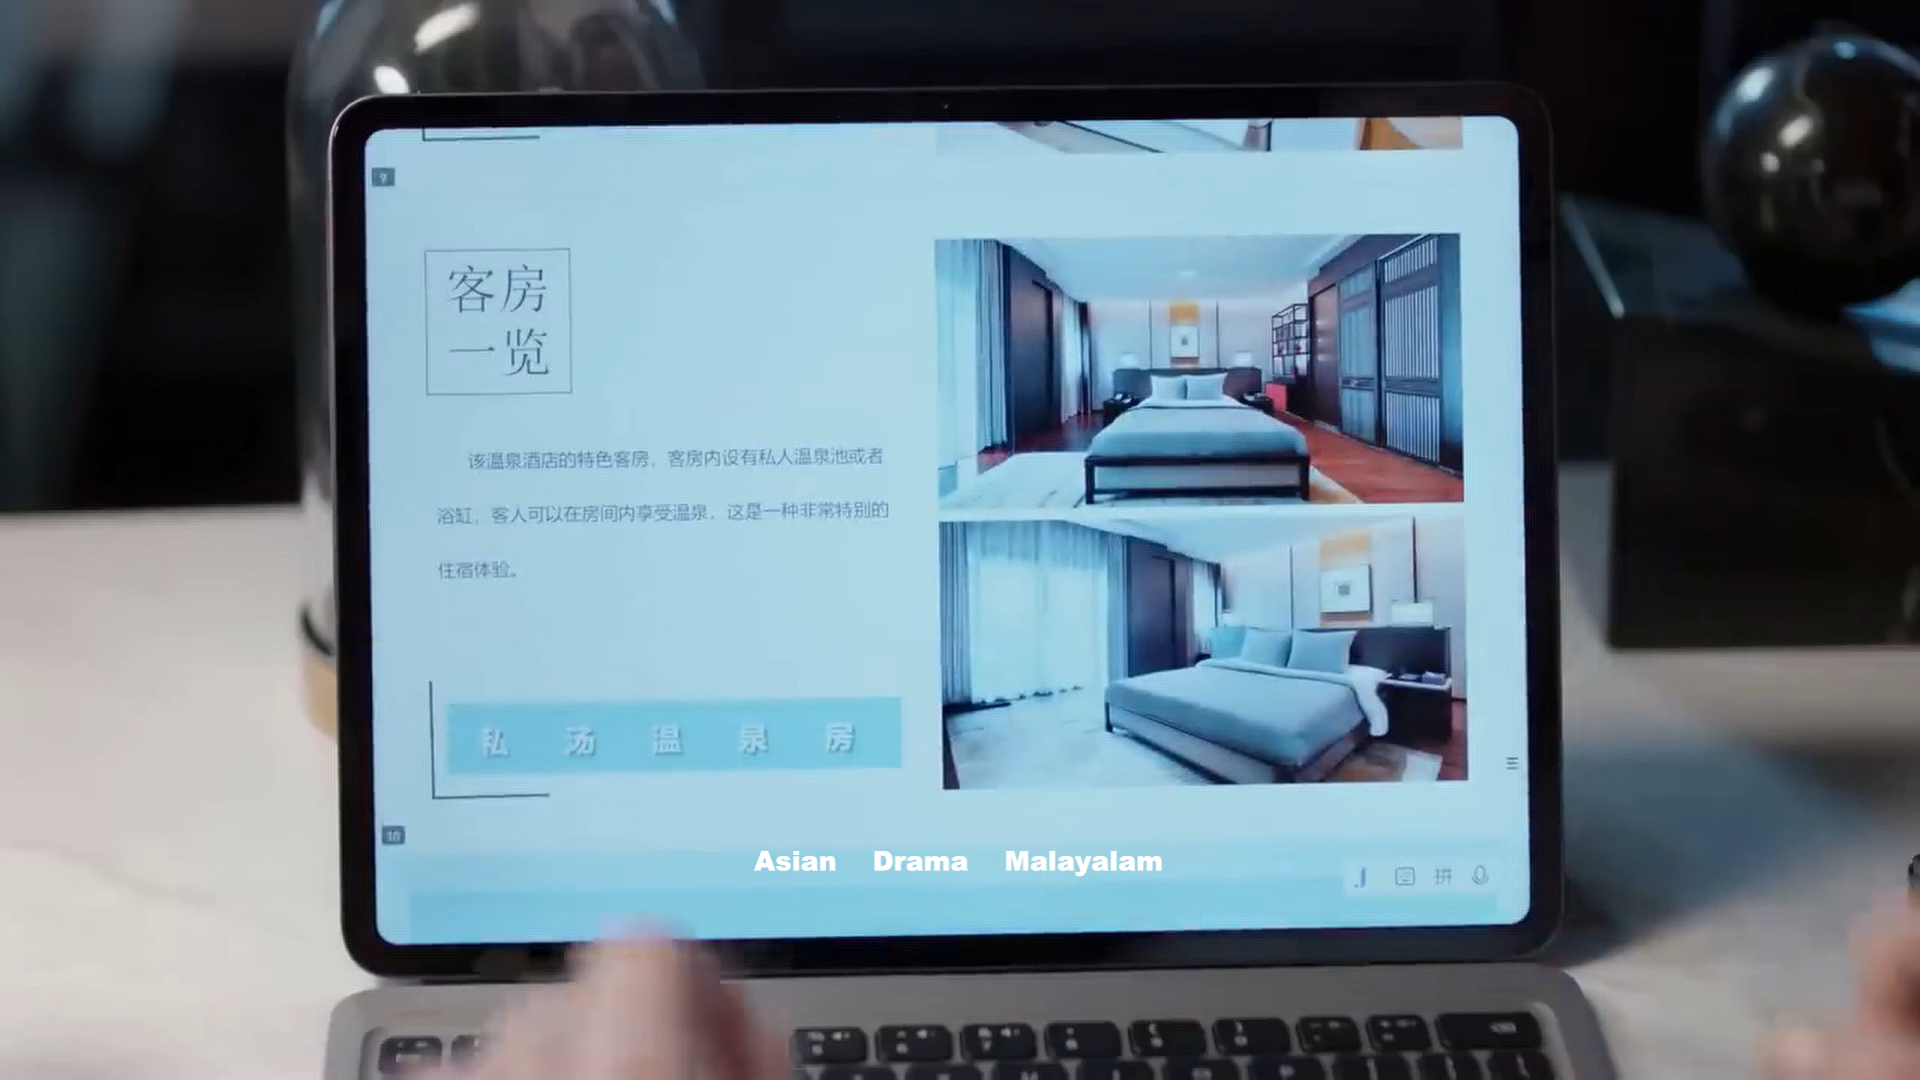 9
客房
一览
该温泉酒店的特色客房，客房内设有私人温泉池或者
浴缸，客人可以在房间内享受温泉，这是一种非常特别的
住宿体验。
私汤温泉房
10
Asian Drama Malayalam
拼